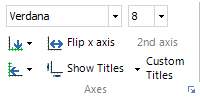 Verdana 8
Flip x axis 2nd axis
Show Titles Custom Titles
Axes